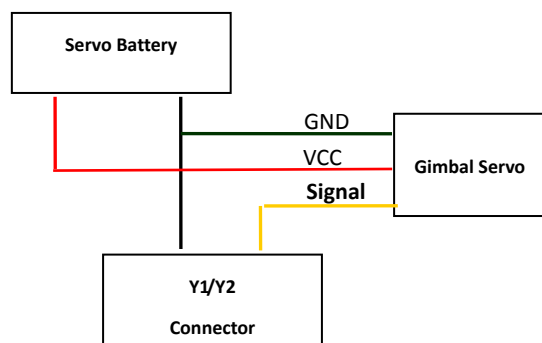 Servo Battery
GND
VCC
Gimbal Servo
Signal
Y1/Y2
Connector